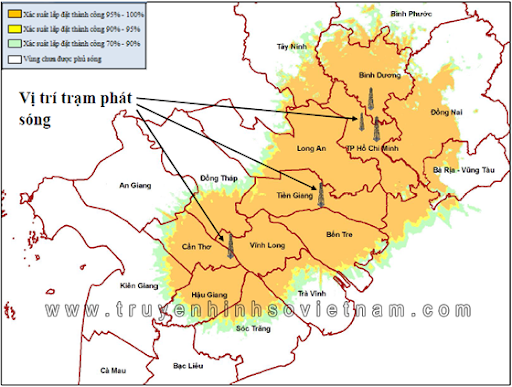 Xác suất lắp đặt thành công 95% - 100%
Xác suất lắp đặt thành công 90% - 95%
Xác suất lắp đặt thành công 70% - 90%
Vùng chưa được phủ sóng
Bình Phước
Tây Ninh
Bình Dương
Vị trí trạm phát
sóng
Đồng Nai
Long An
TP Hồ Chí Minh
Bà Rịa - Vũng Tàu
Đồng Tháp
An Giang
Tiền Giang
Bến Tre
Cần Thơ
Vĩnh Long
Kiên Giang
Hậu Giang
Trà Vinh
www.truyenhinhsovietnam.com
Sóc Trăng
Bạc Liêu
Cà Mau